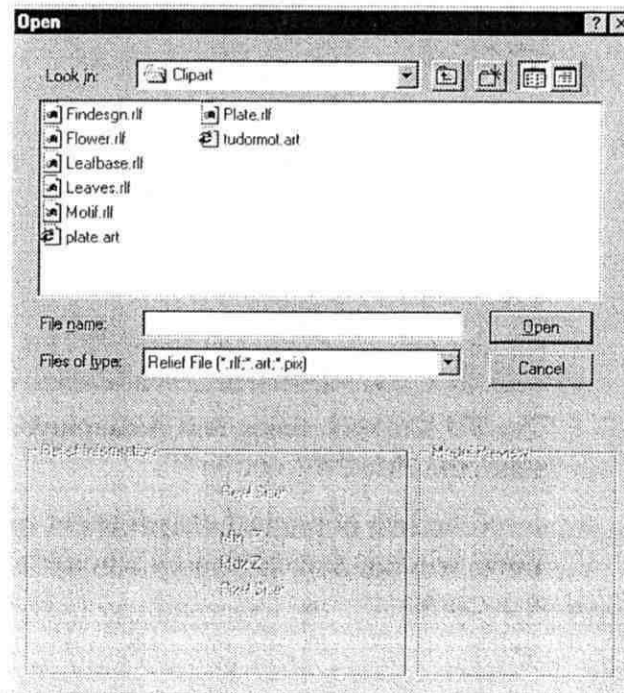 Open
Look in: Clipart
Findesgn.rlf
Flower.rlf
Leafbase.rlf
Leaves.rlf
Motif.rlf
plate.art
Plate.rlf
tudormot.art
File name:
Open
Files of type: Relief File (*.rlf;*.art;*.pix)
Cancel
Relief Information
Model Preview
Pixel Size
Min Z:
Max Z:
Pixel Size